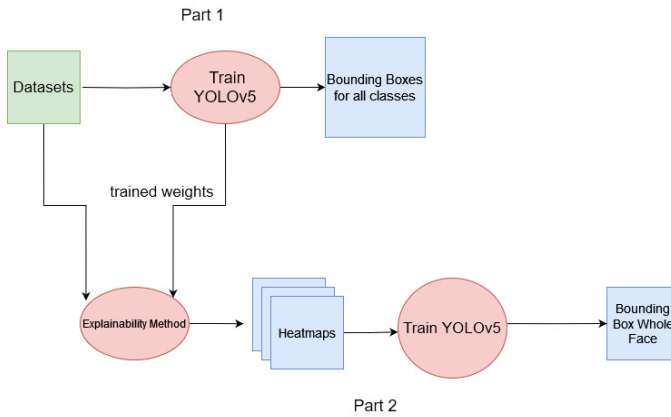 Part 1
Datasets
Train
YOLOv5
Bounding Boxes
for all classes
trained weights
Explainability Method
Heatmaps
Train YOLOv5
Bounding
Box Whole
Face
Part 2